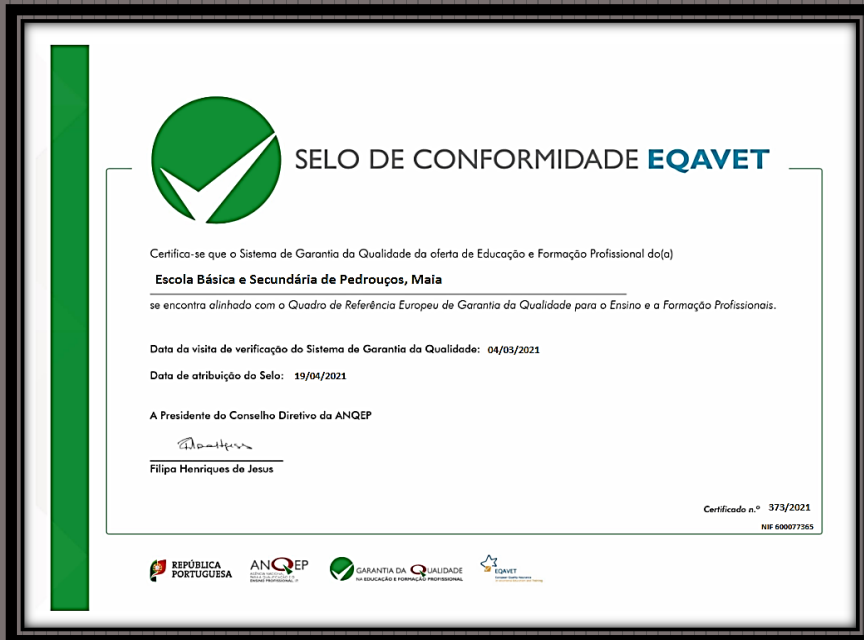 SELO DE CONFORMIDADE EQAVET
Certifica-se que o Sistema de Garantia da Qualidade da oferta de Educação e Formação Profissional do(a)
Escola Básica e Secundária de Pedrouços, Maia
se encontra alinhado com o Quadro de Referência Europeu de Garantia da Qualidade para o Ensino e a Formação Profissionais.
Data da visita de verificação do Sistema de Garantia da Qualidade: 04/03/2021
Data de atribuição do Selo: 19/04/2021
A Presidente do Conselho Diretivo da ANQEP
Filipa Henriques de Jesus
Certificado n.º 373/2021
NIF 600077365
REPÚBLICA
PORTUGUESA
ANQEP
GARANTIA DA QUALIDADE
NA EDUCAÇÃO E FORMAÇÃO PROFISSIONAL
EQAVET